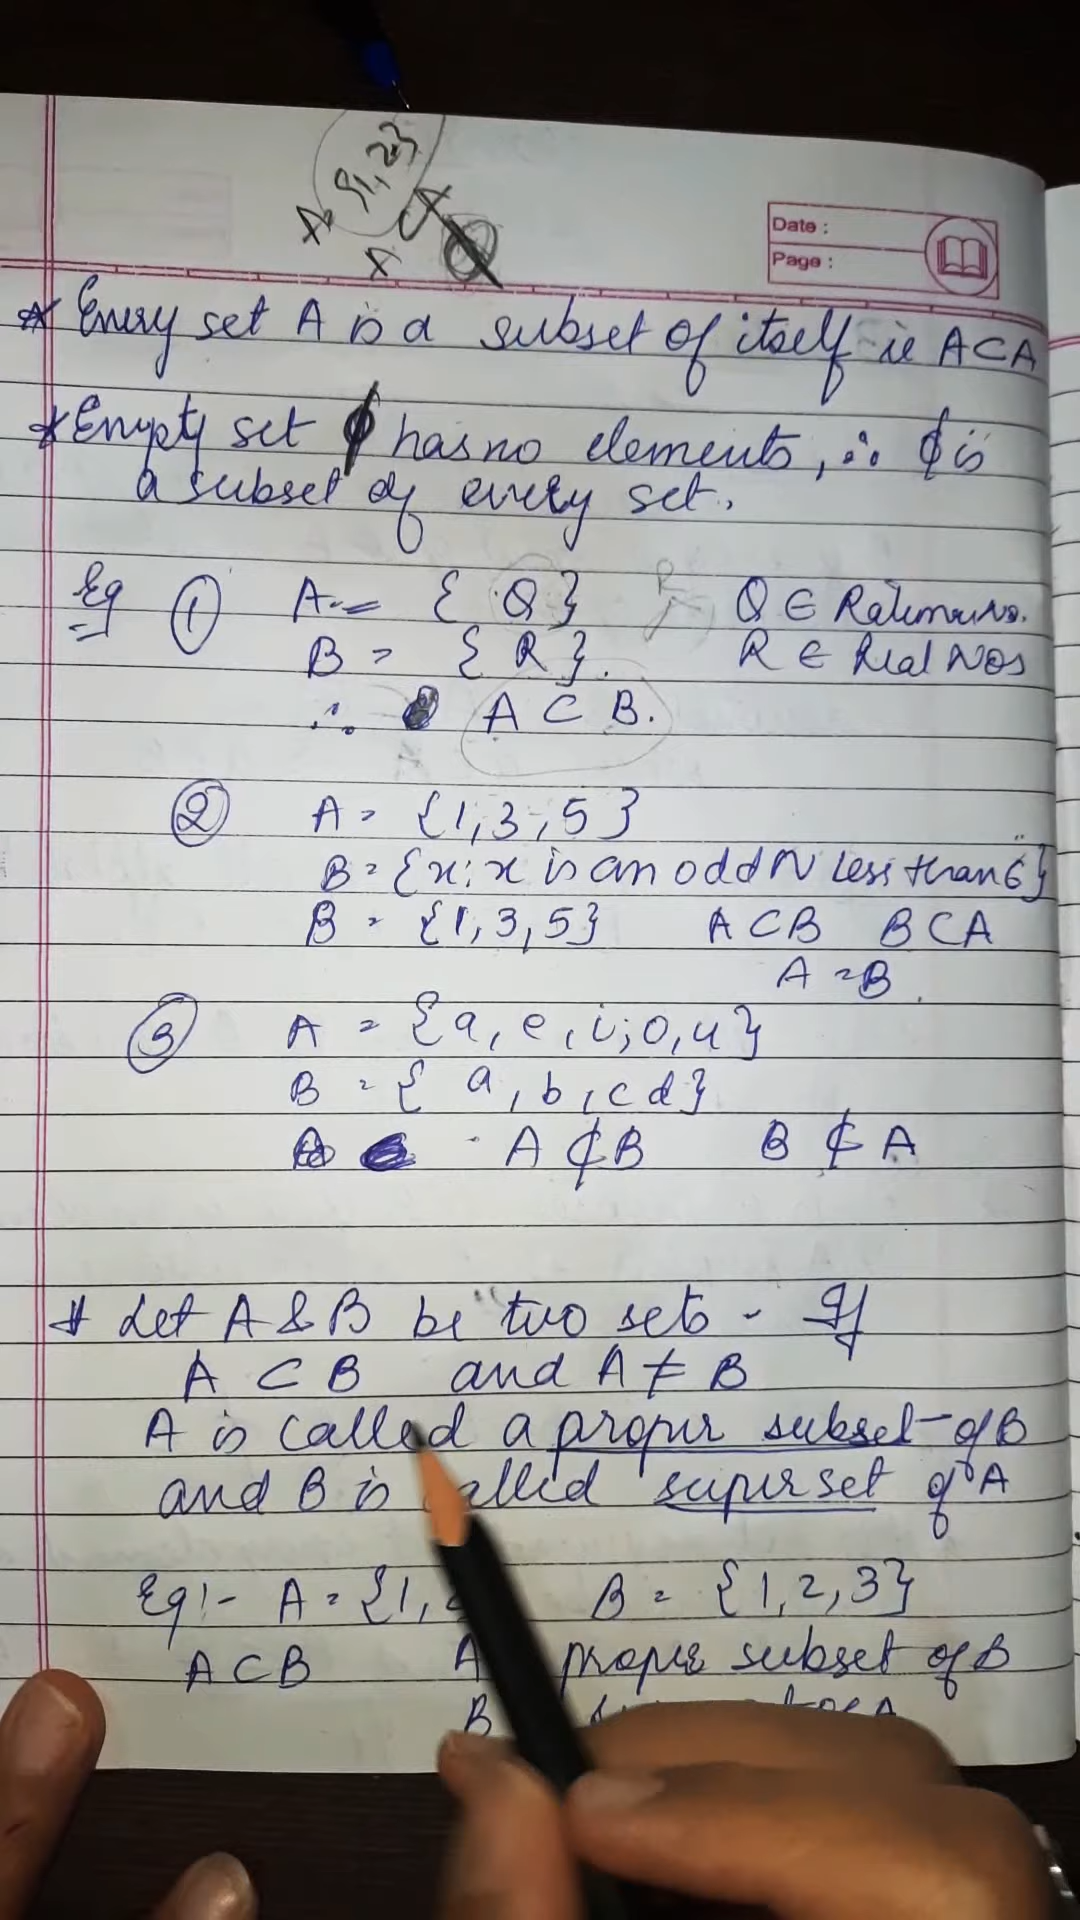 A = {1, 2}
Date :
Page :
* Every set A is a subset of itself ie A ⊂ A
* Empty set ϕ has no elements, ∴ ϕ is
a subset of every set.
Eg ① A = { Q } Q ∈ Rational No.
B = { R }. R ∈ Real Nos
∴ A ⊂ B.
② A = {1, 3, 5}
B = {x : x is an odd N less than 6}
B = {1, 3, 5} A ⊂ B B ⊂ A
A = B.
③ A = {a, e, i, o, u}
B = { a, b, c d}
A ⊄ B B ⊄ A
* Let A & B be two sets - If
A ⊂ B and A ≠ B
A is called a proper subset of B
and B is called superset of A
Eg:- A = {1, B = {1, 2, 3}
A ⊂ B A proper subset of B
B of A